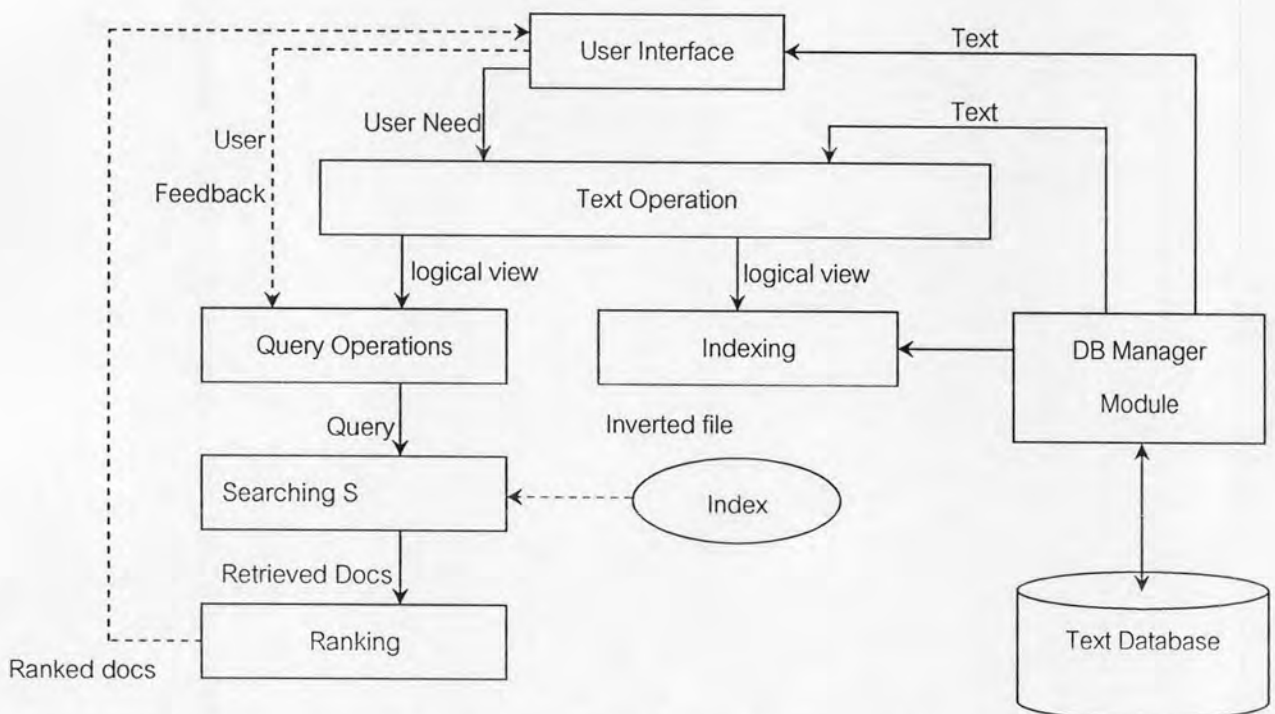 Text
User Interface
User Need
Text
User
Feedback
Text Operation
logical view
logical view
Query Operations
Indexing
DB Manager
Module
Query
Inverted file
Searching S
Index
Retrieved Docs
Ranking
Text Database
Ranked docs